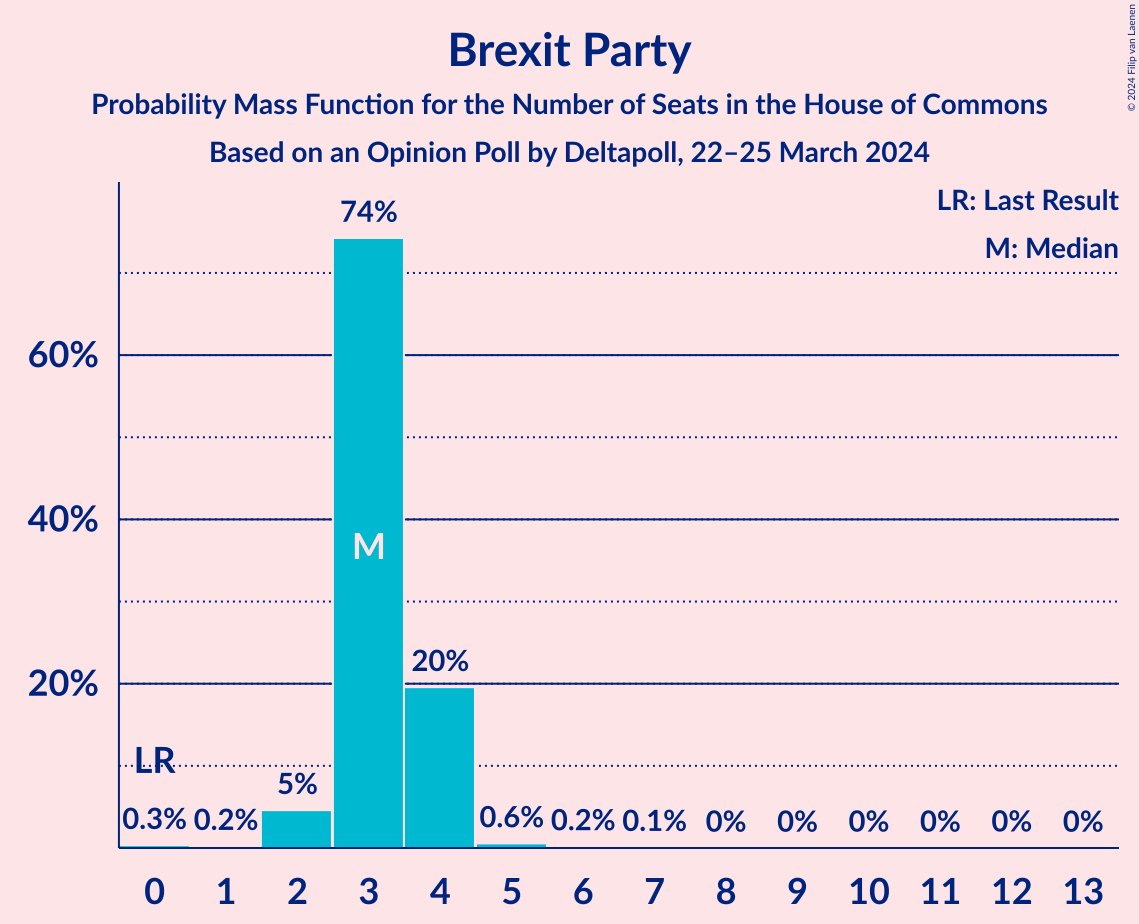 Brexit Party
Probability Mass Function for the Number of Seats in the House of Commons
Based on an Opinion Poll by Deltapoll, 22–25 March 2024
© 2024 Filip van Laenen
LR: Last Result
M: Median
74%
60%
40%
M
20%
20%
LR
5%
0.3% 0.2% 0.6% 0.2% 0.1% 0% 0% 0% 0% 0% 0%
0 1 2 3 4 5 6 7 8 9 10 11 12 13